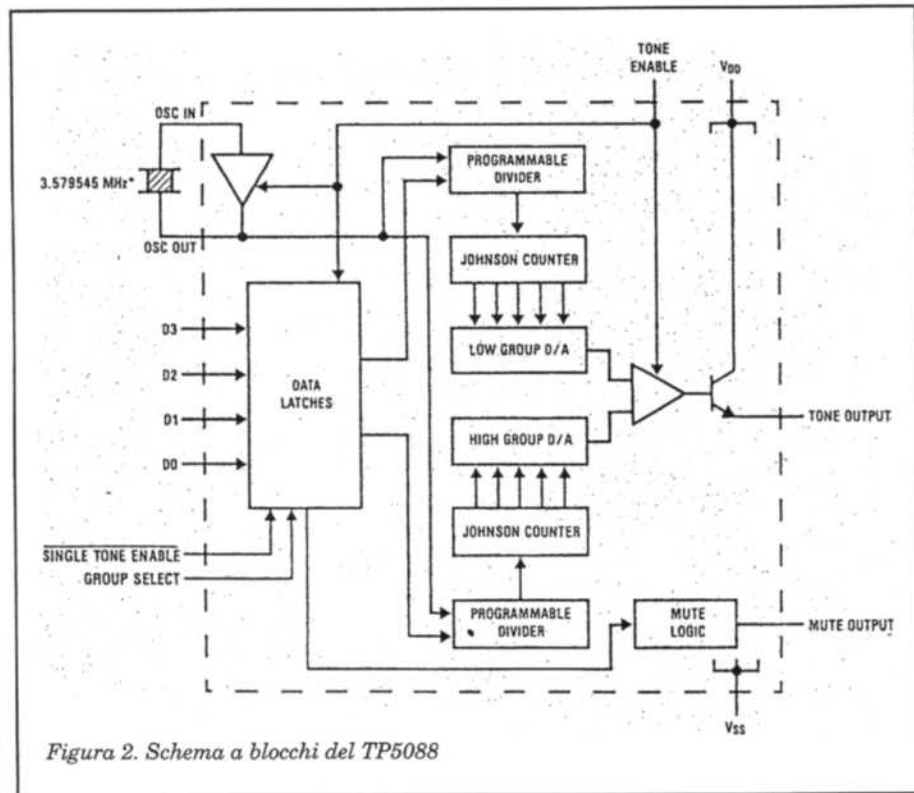 TONE
ENABLE
VDD
OSC IN
3.579545 MHz*
OSC OUT
PROGRAMMABLE
DIVIDER
JOHNSON COUNTER
LOW GROUP D/A
D3
D2
D1
D0
DATA
LATCHES
HIGH GROUP D/A
TONE OUTPUT
JOHNSON COUNTER
SINGLE TONE ENABLE
GROUP SELECT
PROGRAMMABLE
DIVIDER
MUTE
LOGIC
MUTE OUTPUT
VSS
Figura 2. Schema a blocchi del TP5088